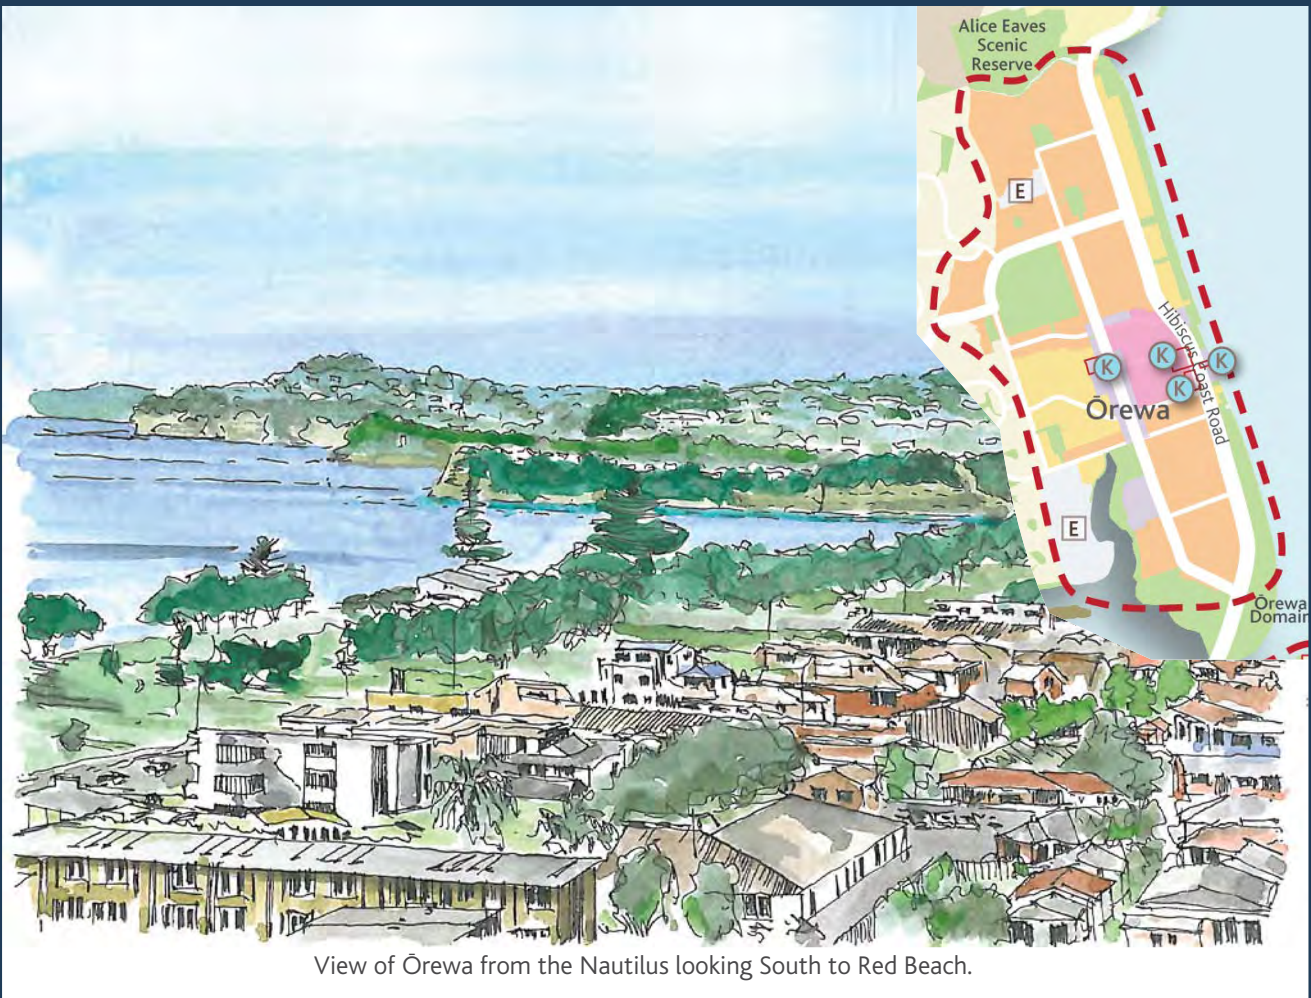 Alice Eaves
Scenic
Reserve
E
Hibiscus Coast Road
K
K
K
K
Ōrewa
E
Ōrewa
Domain
View of Ōrewa from the Nautilus looking South to Red Beach.